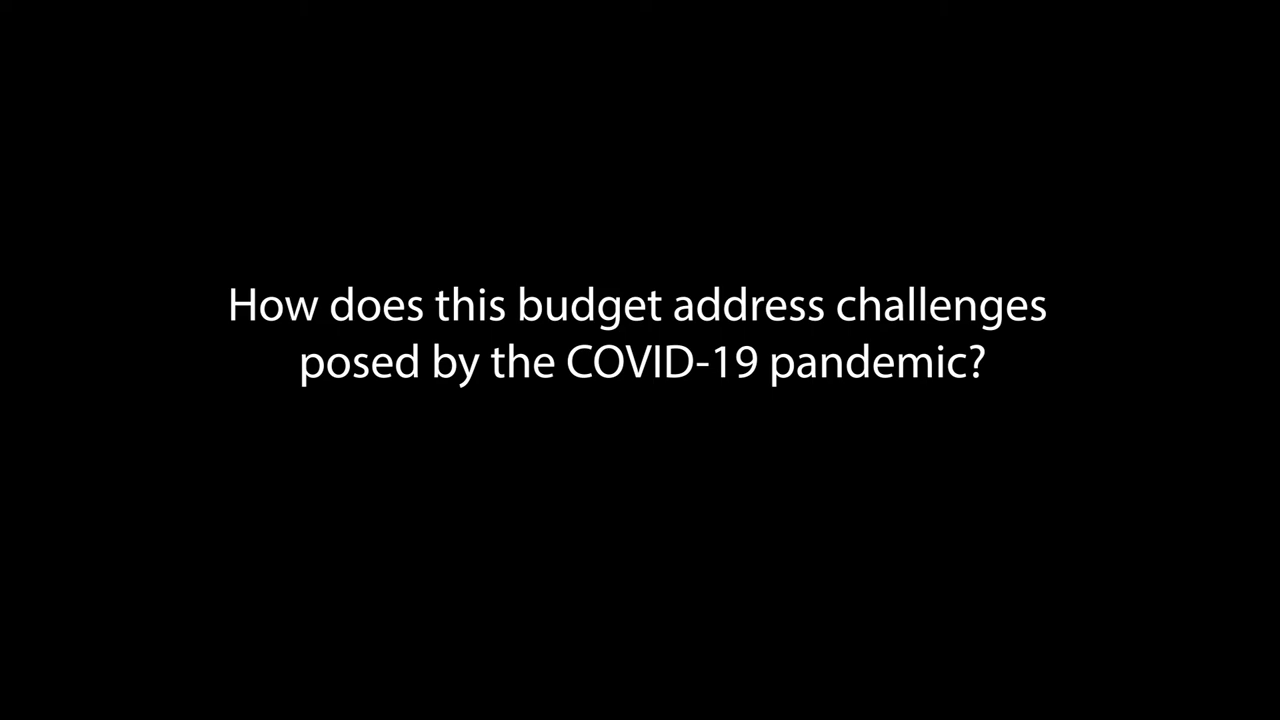 How does this budget address challenges
posed by the COVID-19 pandemic?